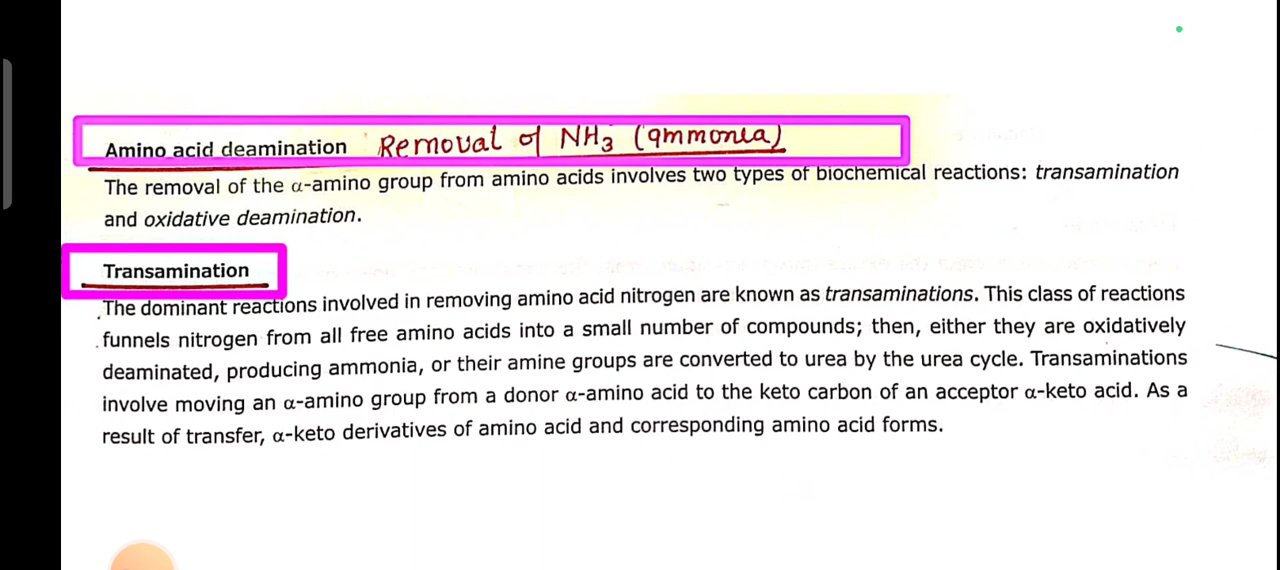 Amino acid deamination Removal of NH3 (ammonia)
The removal of the α-amino group from amino acids involves two types of biochemical reactions: transamination
and oxidative deamination.
Transamination
The dominant reactions involved in removing amino acid nitrogen are known as transaminations. This class of reactions
funnels nitrogen from all free amino acids into a small number of compounds; then, either they are oxidatively
deaminated, producing ammonia, or their amine groups are converted to urea by the urea cycle. Transaminations
involve moving an α-amino group from a donor α-amino acid to the keto carbon of an acceptor α-keto acid. As a
result of transfer, α-keto derivatives of amino acid and corresponding amino acid forms.